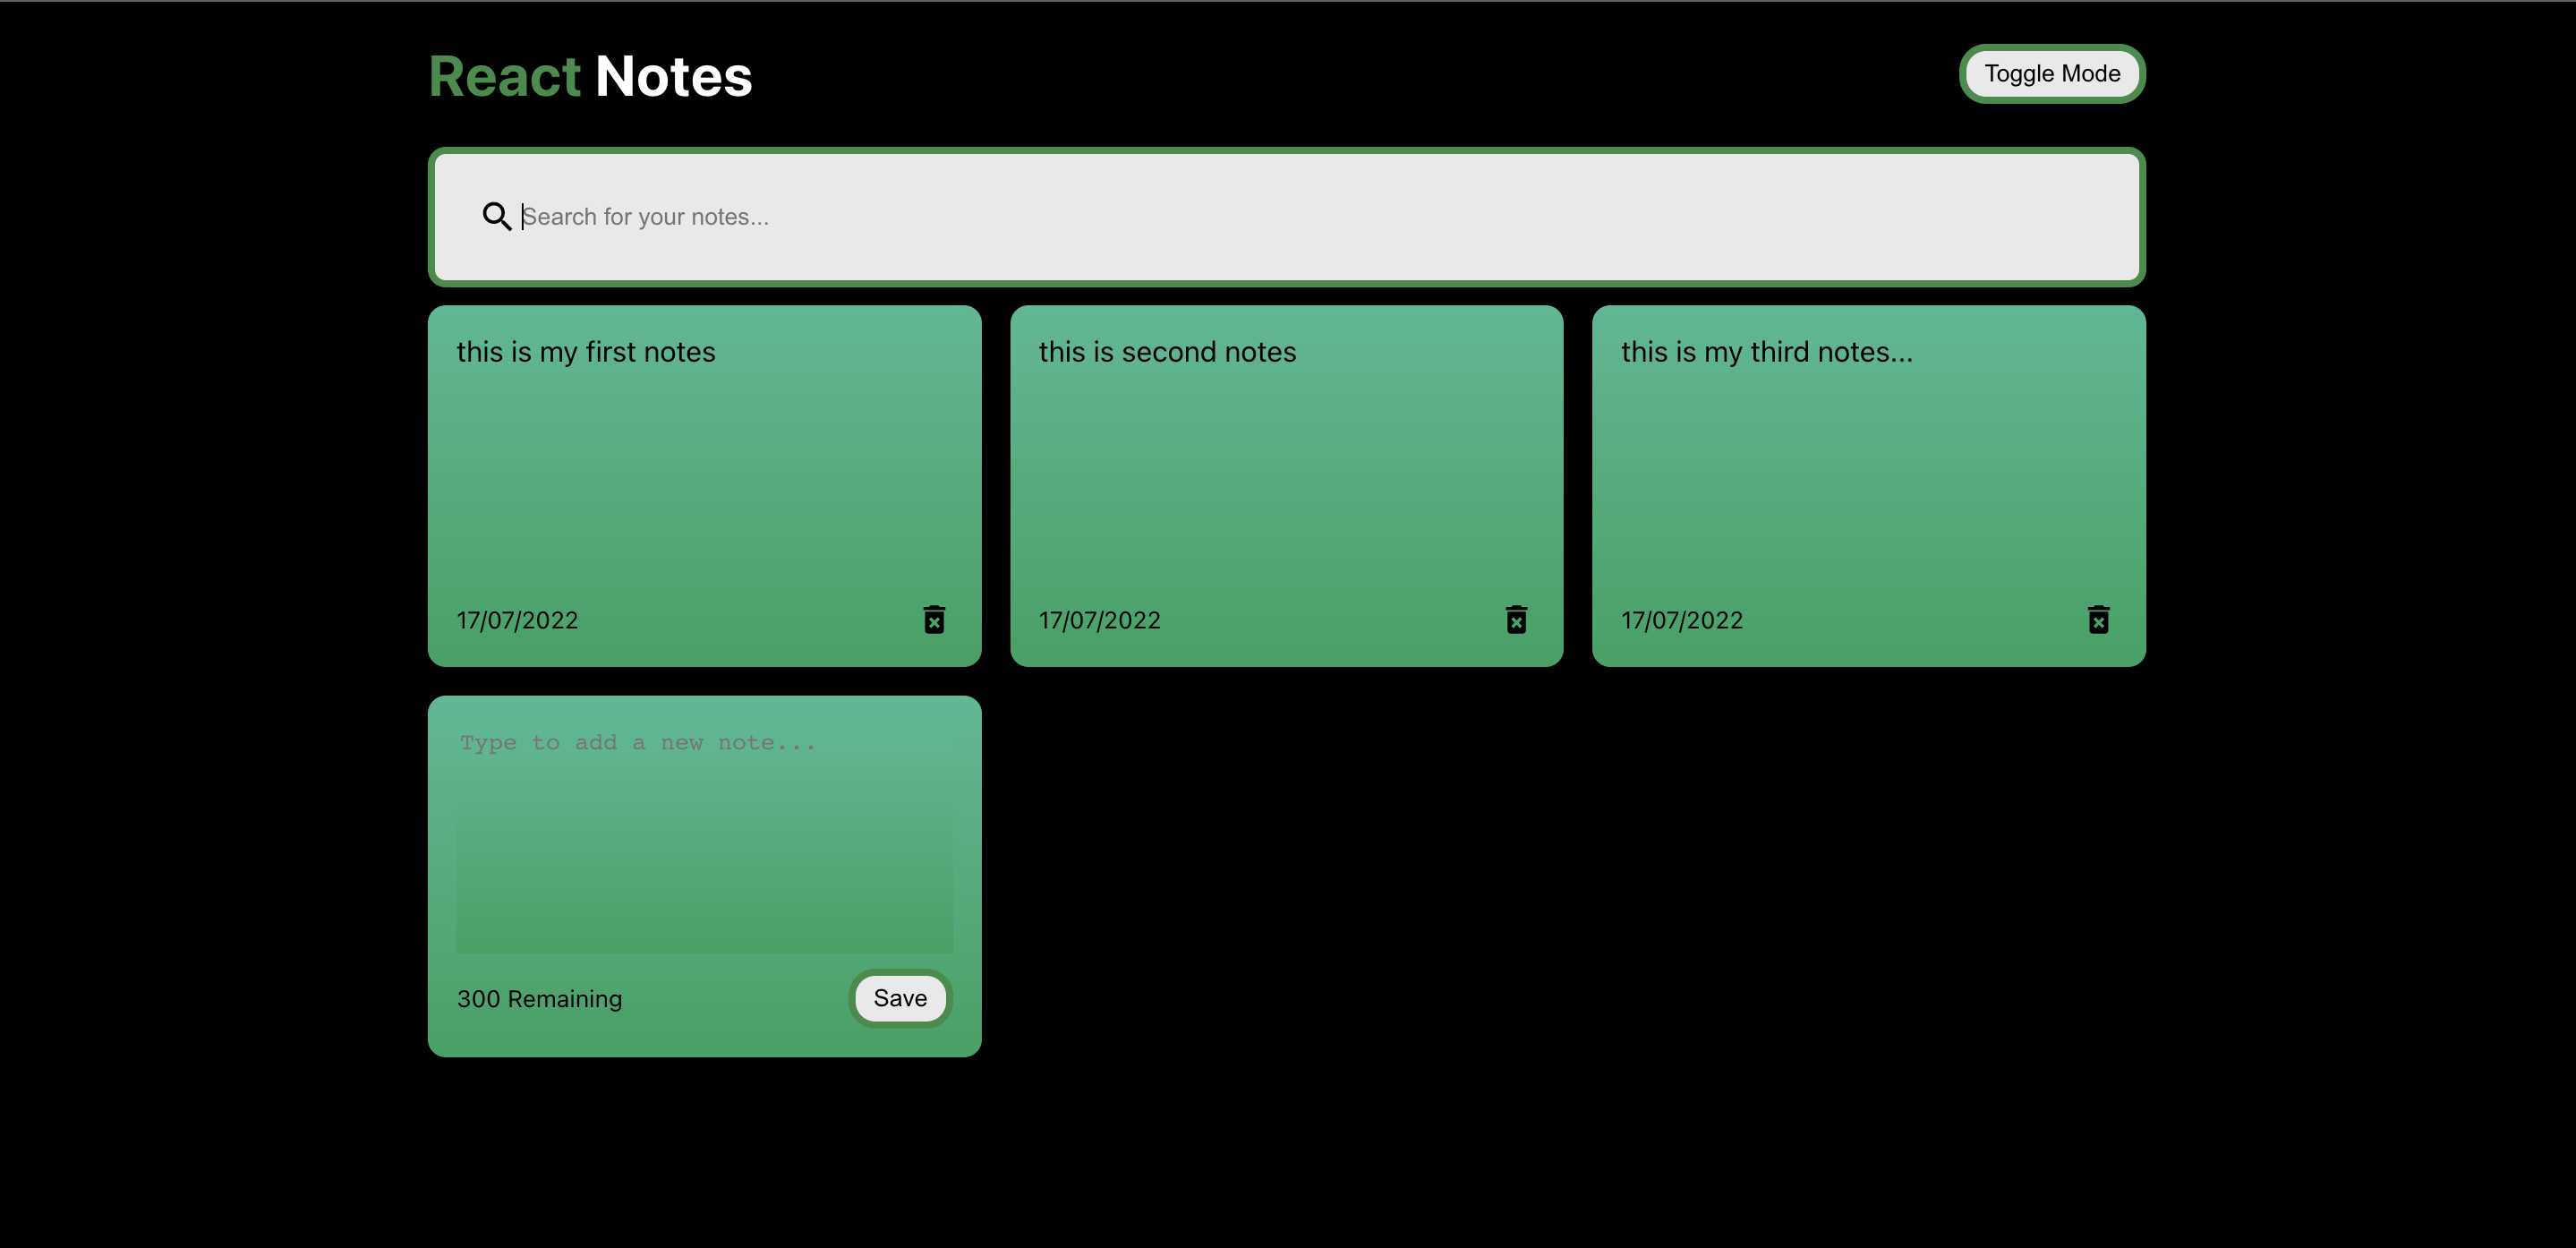 React Notes
Toggle Mode
Search for your notes...
this is my first notes
this is second notes
this is my third notes...
17/07/2022
17/07/2022
17/07/2022
Type to add a new note...
300 Remaining
Save